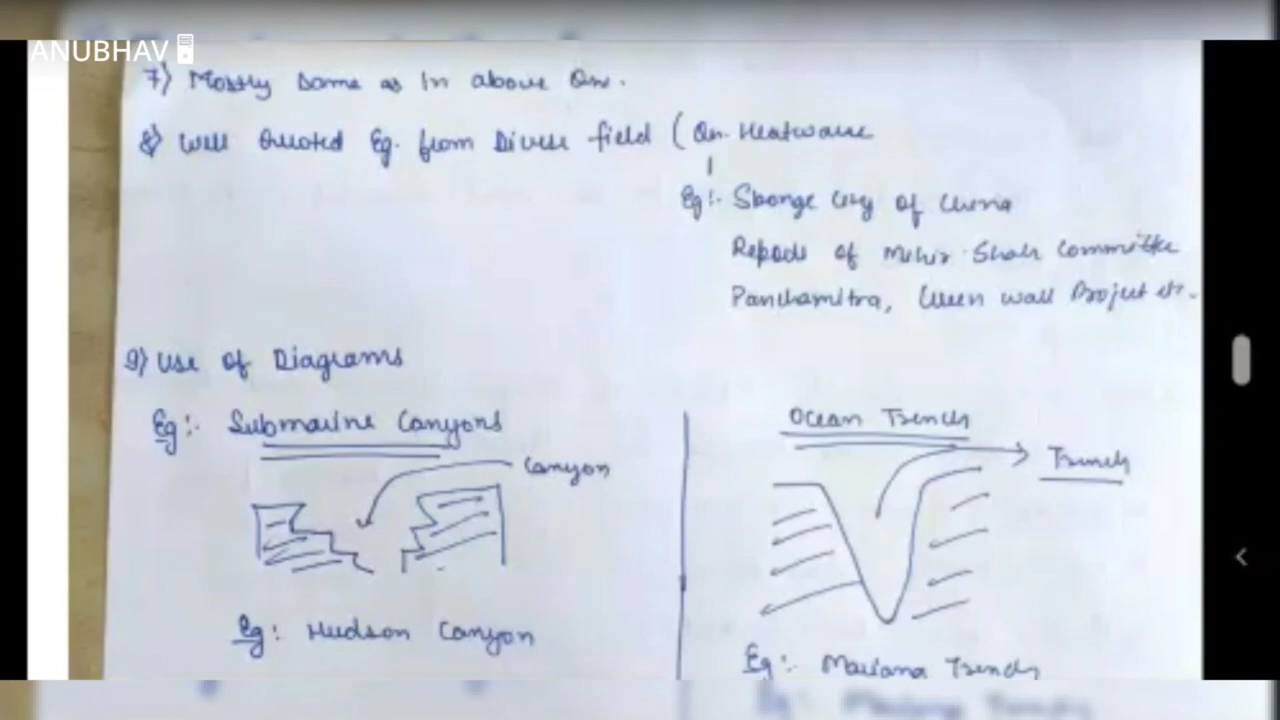 ANUBHAV
7) Mostly Same as in above Qn.
8) Well Quoted Eg. from Diverse field (Qn. Heatwave
Eg:- Sponge City of China
Reports of Mihir Shah Committee
Panchamitra, Green wall Project etc.
9) Use of Diagrams
Eg:- Submarine Canyons
Canyon
Eg: Hudson Canyon
Ocean Trench
Trench
Eg:- Mariana Trench